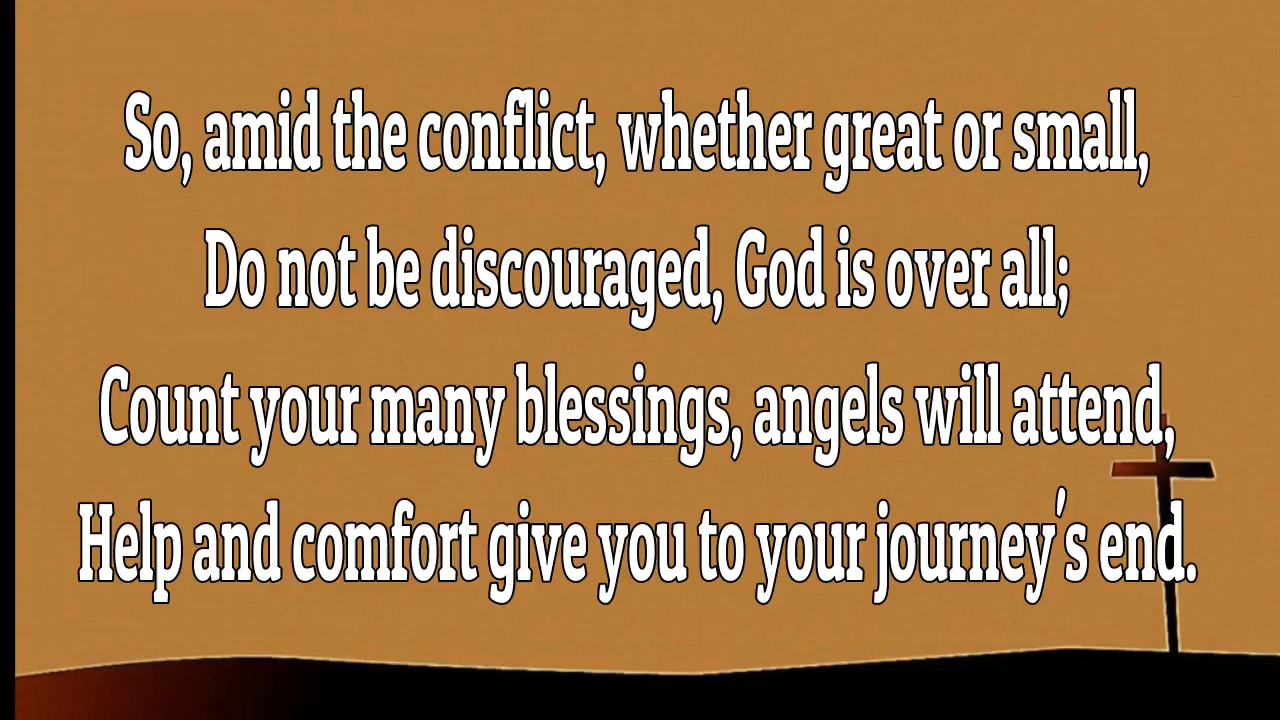 So, amid the conflict, whether great or small,
Do not be discouraged, God is over all;
Count your many blessings, angels will attend,
Help and comfort give you to your journey's end.